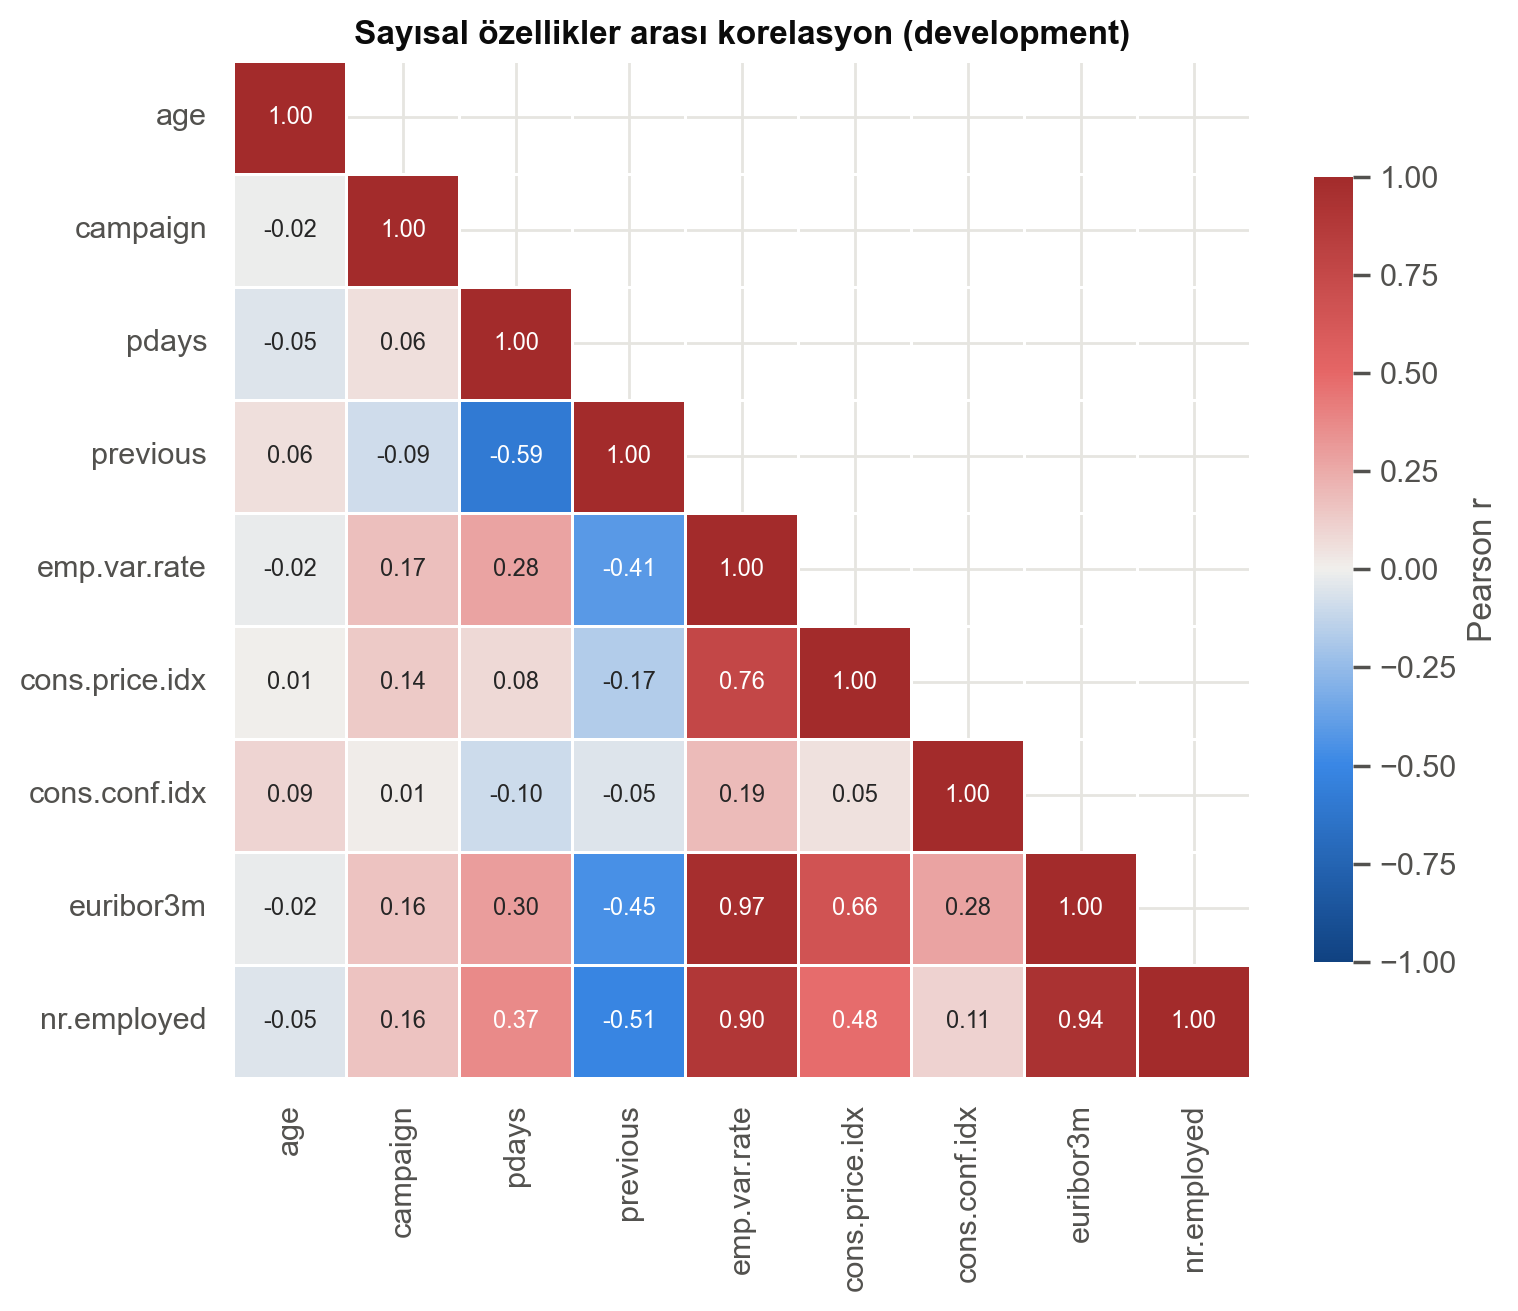 Sayısal özellikler arası korelasyon (development)
age 1.00
campaign -0.02 1.00
pdays -0.05 0.06 1.00
previous 0.06 -0.09 -0.59 1.00
emp.var.rate -0.02 0.17 0.28 -0.41 1.00
cons.price.idx 0.01 0.14 0.08 -0.17 0.76 1.00
cons.conf.idx 0.09 0.01 -0.10 -0.05 0.19 0.05 1.00
euribor3m -0.02 0.16 0.30 -0.45 0.97 0.66 0.28 1.00
nr.employed -0.05 0.16 0.37 -0.51 0.90 0.48 0.11 0.94 1.00
age campaign pdays previous emp.var.rate cons.price.idx cons.conf.idx euribor3m nr.employed
1.00
0.75
0.50
0.25
0.00
−0.25
−0.50
−0.75
−1.00
Pearson r